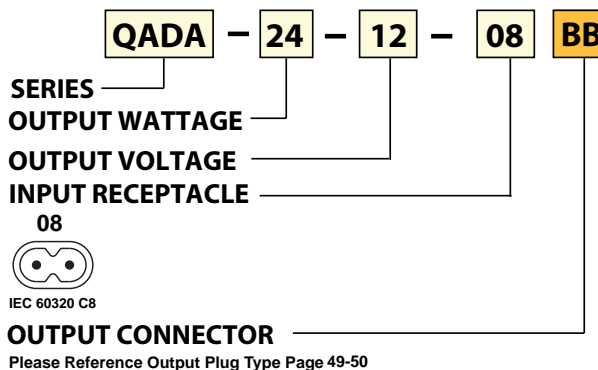 QADA – 24 – 12 – 08 BB
SERIES
OUTPUT WATTAGE
OUTPUT VOLTAGE
INPUT RECEPTACLE
08
IEC 60320 C8
OUTPUT CONNECTOR
Please Reference Output Plug Type Page 49-50